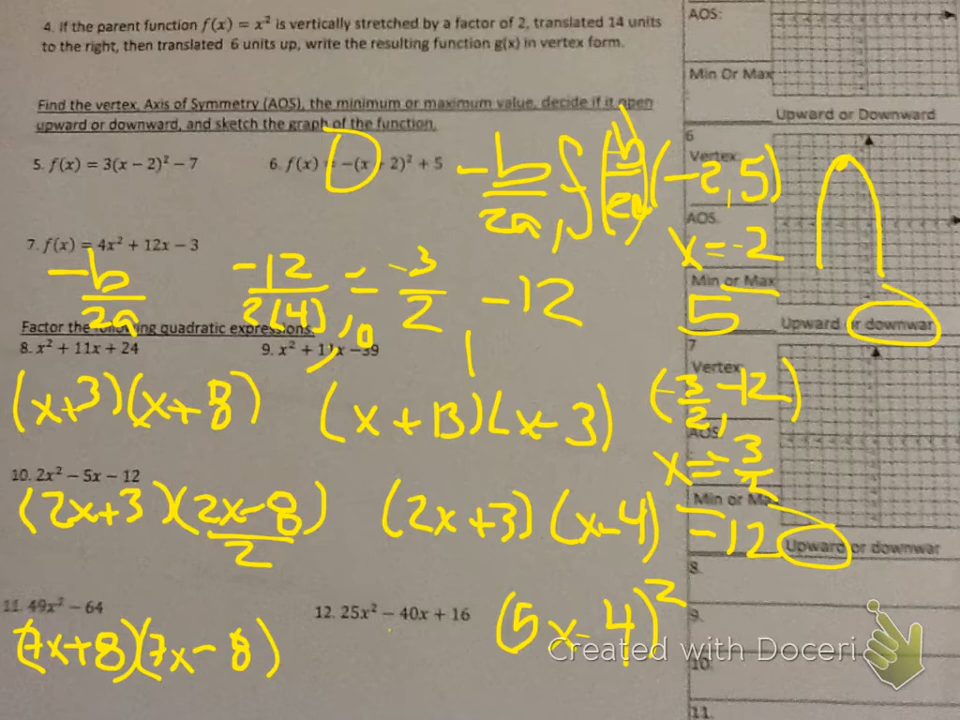 4. If the parent function f(x) = x² is vertically stretched by a factor of 2, translated 14 units
to the right, then translated 6 units up, write the resulting function g(x) in vertex form.
Find the vertex, Axis of Symmetry (AOS), the minimum or maximum value, decide if it open
upward or downward, and sketch the graph of the function.
5. f(x) = 3(x − 2)² − 7
6. f(x) = −(x + 2)² + 5
-b/2a, f(-b/2a)
7. f(x) = 4x² + 12x − 3
-b/2a
-12/2(4) = -3/2, -12
Factor the following quadratic expressions.
8. x² + 11x + 24
9. x² + 11x − 39
(x+3)(x+8)
(x+13)(x-3)
10. 2x² − 5x − 12
(2x+3)(2x-8)/2
(2x+3)(x-4)
11. 49x² − 64
12. 25x² − 40x + 16
(7x+8)(7x-8)
(5x-4)²
AOS:
Min Or Max
Upward or Downward
6
Vertex:
(-2,5)
AOS:
x=-2
Min or Max
5
Upward or downwar
7
Vertex
(-3/2, -12)
AOS:
x=-3/2
Min or Max
-12
Upward or downwar
8.
9.
10.
11.
Created with Doceri